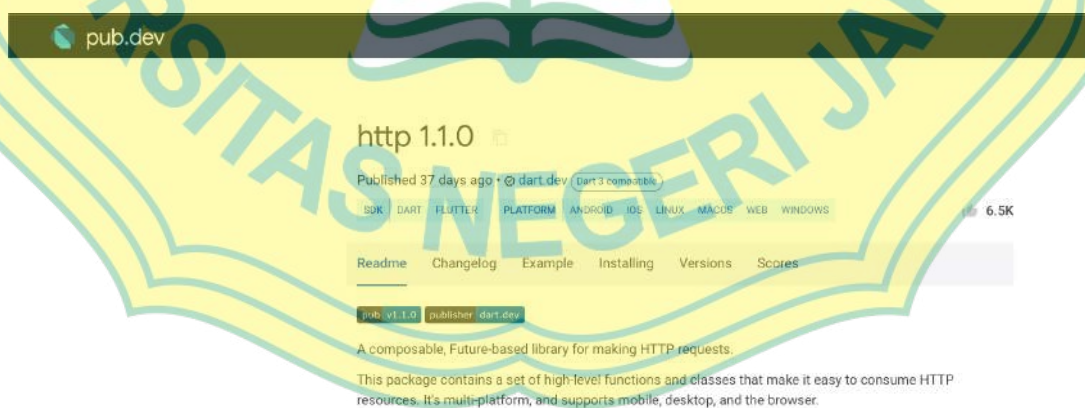 pub.dev
http 1.1.0
Published 37 days ago • dart.dev Dart 3 compatible
SDK DART FLUTTER PLATFORM ANDROID IOS LINUX MACOS WEB WINDOWS 6.5K
Readme Changelog Example Installing Versions Scores
pub v1.1.0 publisher dart.dev
A composable, Future-based library for making HTTP requests.
This package contains a set of high-level functions and classes that make it easy to consume HTTP
resources. It's multi-platform, and supports mobile, desktop, and the browser.
RSITAS NEGERI JA